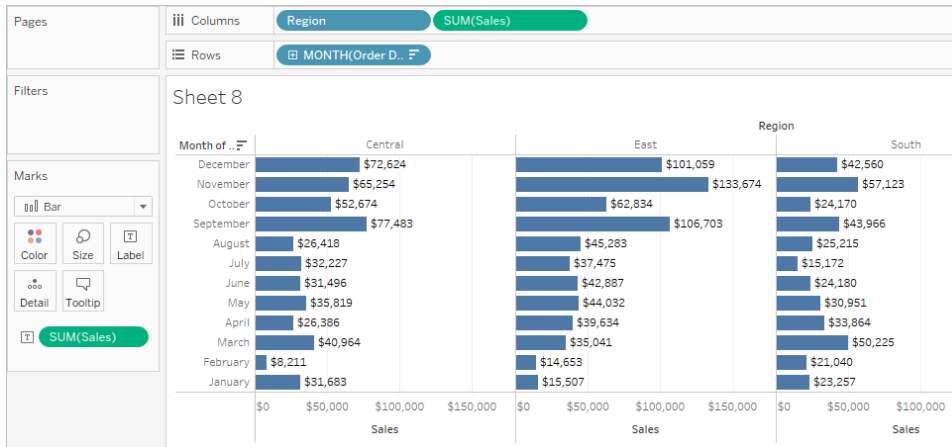 Pages
Columns Region SUM(Sales)
Rows MONTH(Order D..
Filters
Sheet 8
Region
Month of .. Central East South
December $72,624 $101,059 $42,560
November $65,254 $133,674 $57,123
October $52,674 $62,834 $24,170
September $77,483 $106,703 $43,966
August $26,418 $45,283 $25,215
July $32,227 $37,475 $15,172
June $31,496 $42,887 $24,180
May $35,819 $44,032 $30,951
April $26,386 $39,634 $33,864
March $40,964 $35,041 $50,225
February $8,211 $14,653 $21,040
January $31,683 $15,507 $23,257
$0 $50,000 $100,000 $150,000 $0 $50,000 $100,000 $150,000 $0 $50,000 $100,000
Sales Sales Sales
Marks
Bar
Color Size Label
T
Detail Tooltip
T SUM(Sales)